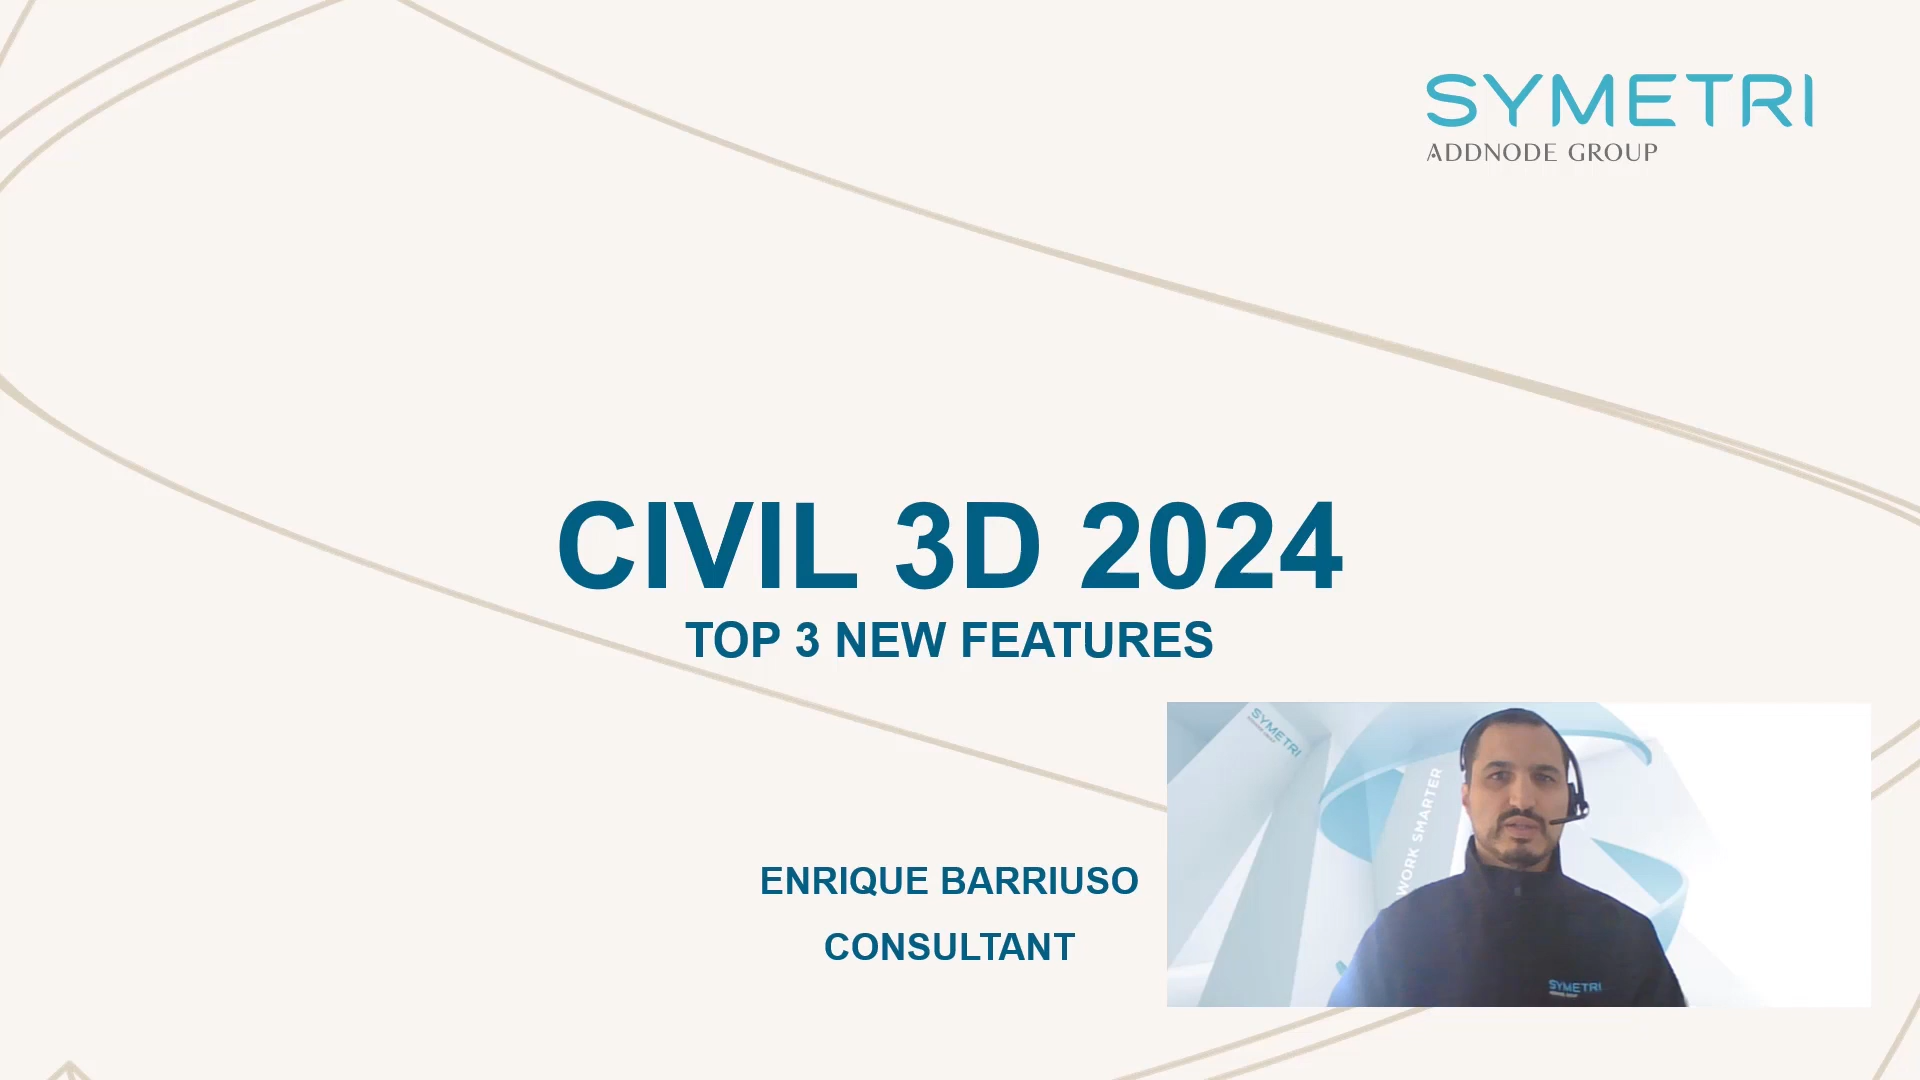 SYMETRI
ADDNODE GROUP
CIVIL 3D 2024
TOP 3 NEW FEATURES
ENRIQUE BARRIUSO
CONSULTANT
SYMETRI
WORK SMARTER
SYMETRI